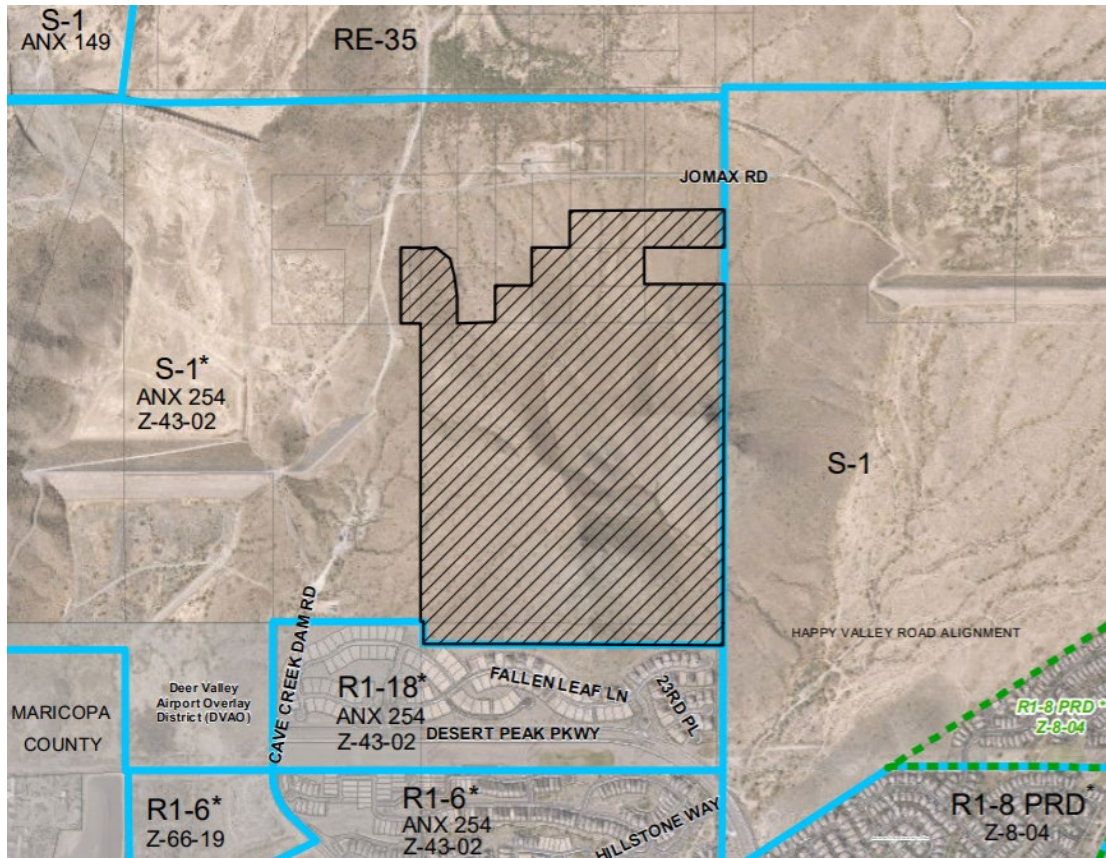 S-1
ANX 149
RE-35
JOMAX RD
S-1*
ANX 254
Z-43-02
S-1
HAPPY VALLEY ROAD ALIGNMENT
CAVE CREEK DAM RD
Deer Valley
Airport Overlay
District (DVAO)
MARICOPA
COUNTY
R1-18*
ANX 254
Z-43-02
FALLEN LEAF LN
23RD PL
DESERT PEAK PKWY
R1-8 PRD *
Z-8-04
R1-6*
Z-66-19
R1-6*
ANX 254
Z-43-02
HILLSTONE WAY
R1-8 PRD*
Z-8-04